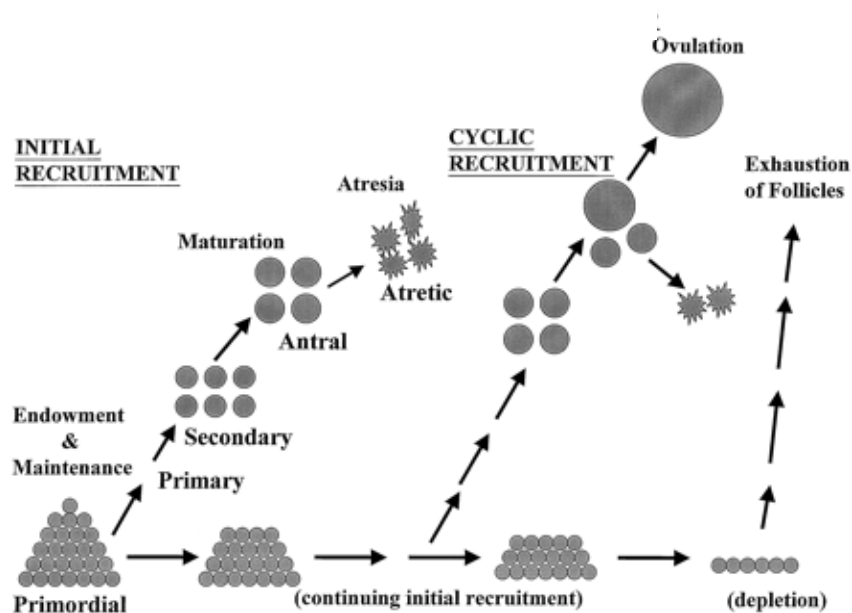 Ovulation
INITIAL
RECRUITMENT
CYCLIC
RECRUITMENT
Exhaustion
of Follicles
Atresia
Maturation
Atretic
Antral
Endowment
&
Maintenance
Secondary
Primary
Primordial
(continuing initial recruitment)
(depletion)